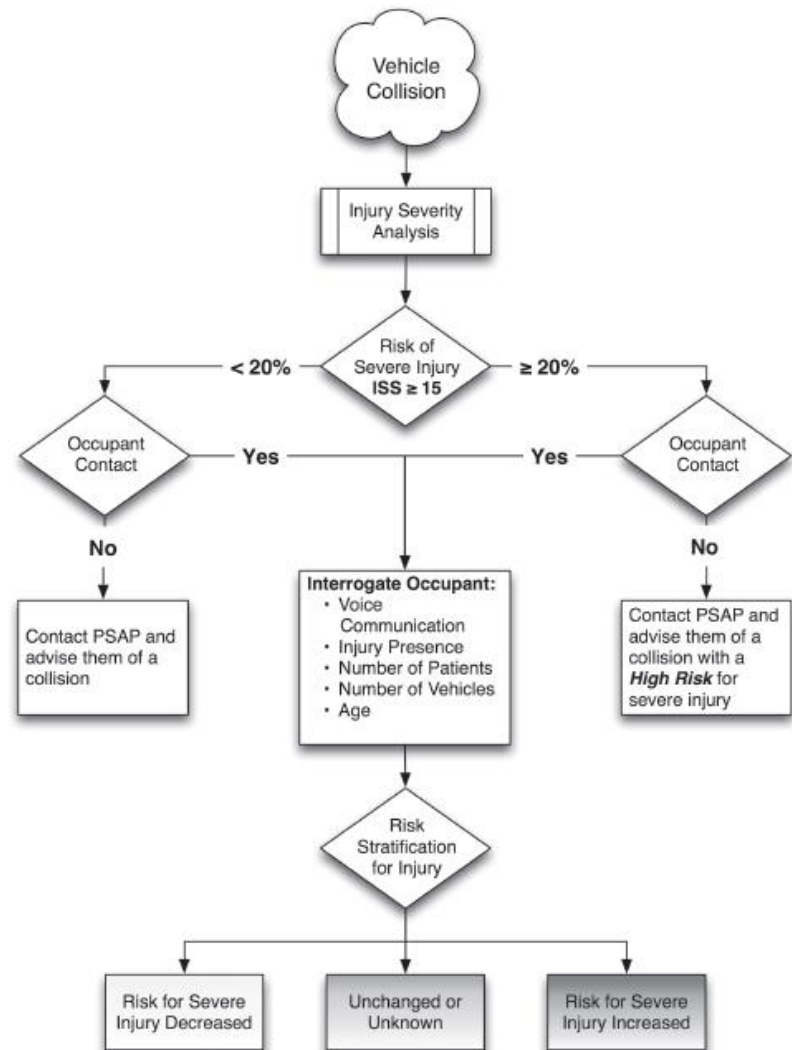 Vehicle
Collision
Injury Severity
Analysis
Risk of
Severe Injury
ISS ≥ 15
< 20%
≥ 20%
Occupant
Contact
Yes
Yes
Occupant
Contact
No
No
Contact PSAP and
advise them of a
collision
Interrogate Occupant:
• Voice
Communication
• Injury Presence
• Number of Patients
• Number of Vehicles
• Age
Contact PSAP and
advise them of a
collision with a
High Risk for
severe injury
Risk
Stratification
for Injury
Risk for Severe
Injury Decreased
Unchanged or
Unknown
Risk for Severe
Injury Increased